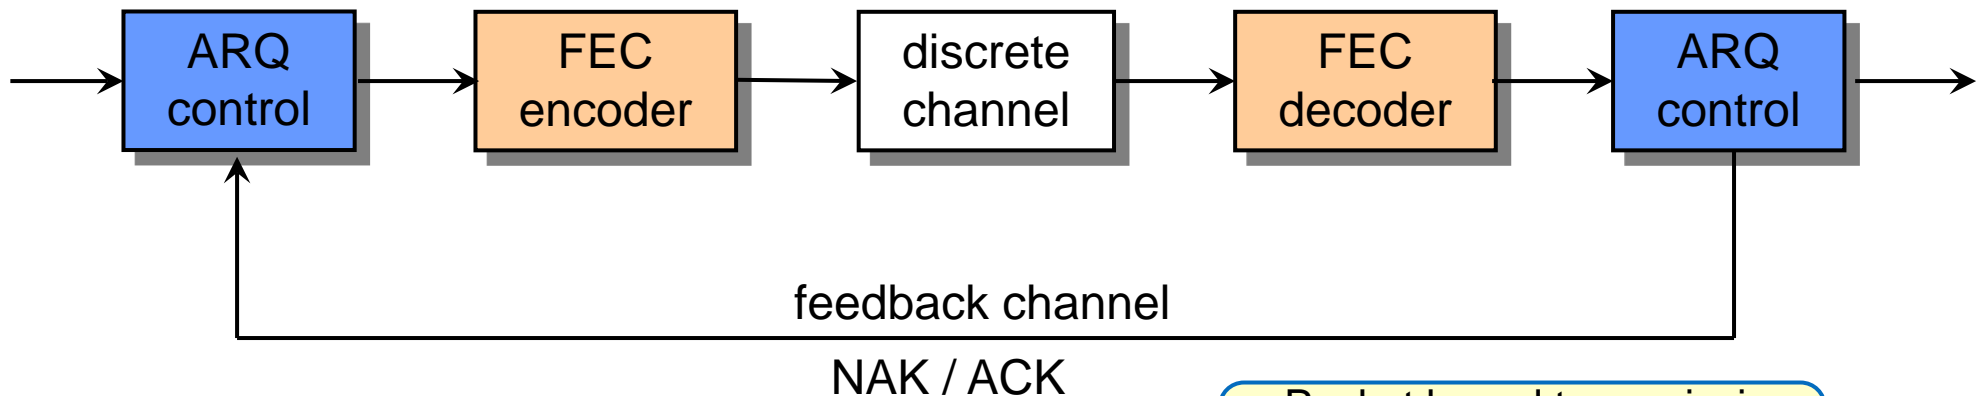 ARQ
control
FEC
encoder
discrete
channel
FEC
decoder
ARQ
control
feedback channel
NAK / ACK